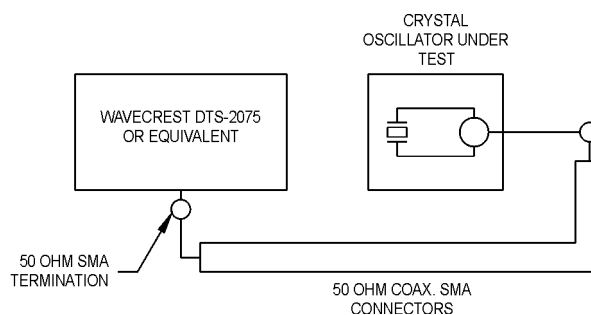 CRYSTAL
OSCILLATOR UNDER
TEST
WAVECREST DTS-2075
OR EQUIVALENT
50 OHM SMA
TERMINATION
50 OHM COAX. SMA
CONNECTORS